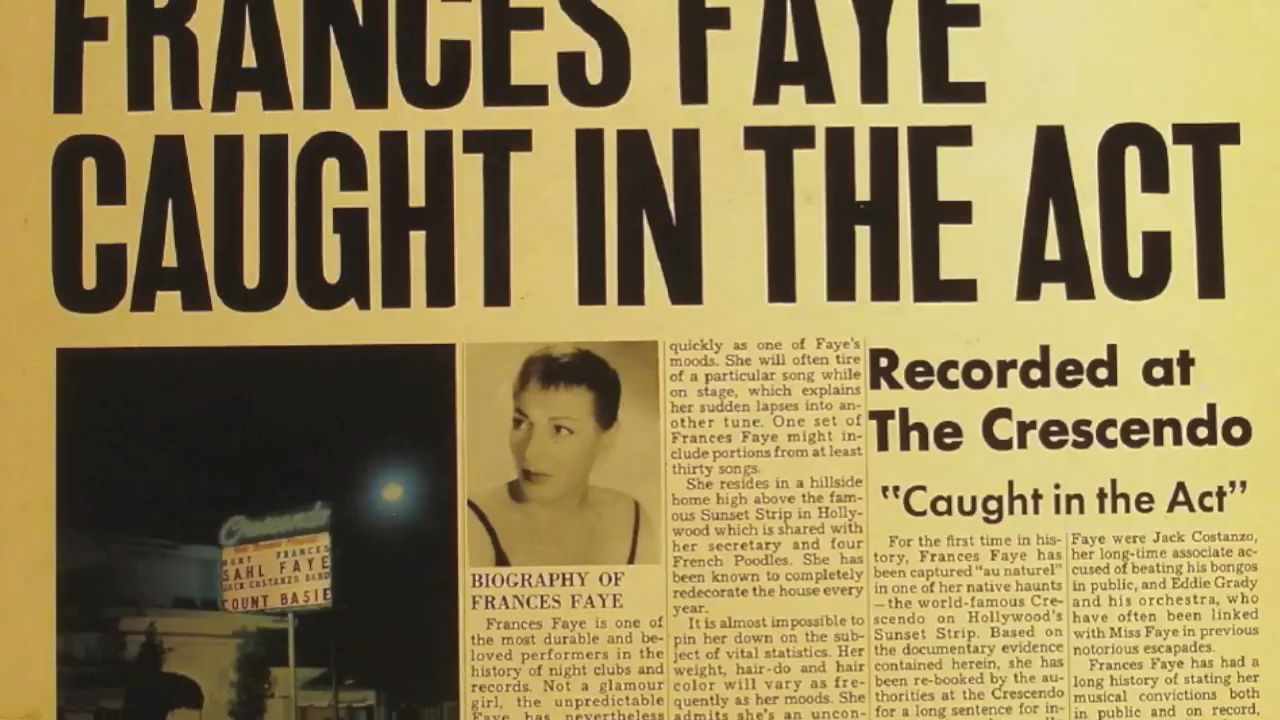 FRANCES FAYE
CAUGHT IN THE ACT
Crescendo
FRANCES
MORT
SAHL FAYE
JACK COSTANZO BAND
COUNT BASIE
BIOGRAPHY OF
FRANCES FAYE
Frances Faye is one of
the most durable and be-
loved performers in the
history of night clubs and
records. Not a glamour
girl, the unpredictable
Faye has nevertheless
quickly as one of Faye's
moods. She will often tire
of a particular song while
on stage, which explains
her sudden lapses into an-
other tune. One set of
Frances Faye might in-
clude portions from at least
thirty songs.
She resides in a hillside
home high above the fam-
ous Sunset Strip in Holly-
wood which is shared with
her secretary and four
French Poodles. She has
been known to completely
redecorate the house every
year.
It is almost impossible to
pin her down on the sub-
ject of vital statistics. Her
weight, hair-do and hair
color will vary as fre-
quently as her moods. She
admits she's an uncon-
Recorded at
The Crescendo
"Caught in the Act"
For the first time in his-
tory, Frances Faye has
been captured "au naturel"
in one of her native haunts
—the world-famous Cre-
scendo on Hollywood's
Sunset Strip. Based on
the documentary evidence
contained herein, she has
been re-booked by the au-
thorities at the Crescendo
for a long sentence for in-
Faye were Jack Costanzo,
her long-time associate ac-
cused of beating his bongos
in public, and Eddie Grady
and his orchestra, who
have often been linked
with Miss Faye in previous
notorious escapades.
Frances Faye has had a
long history of stating her
musical convictions both
in public and on record,